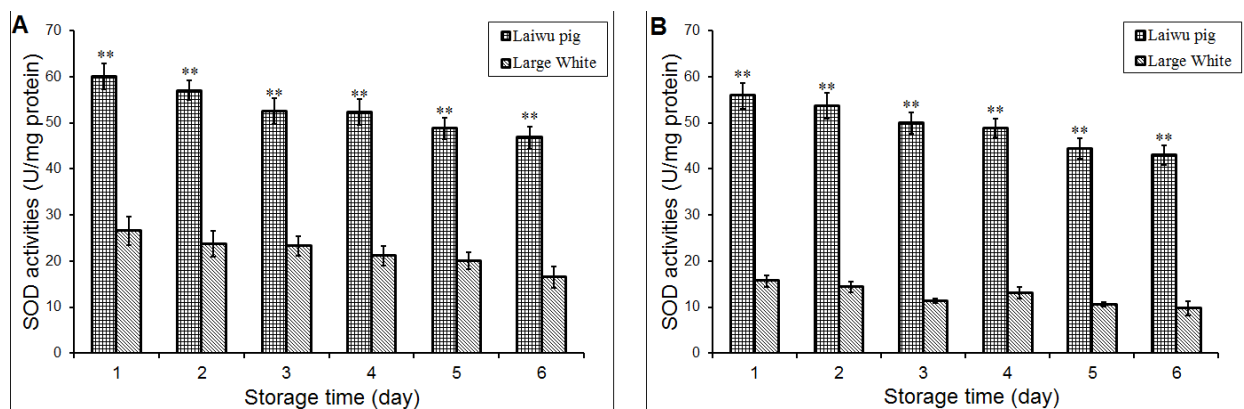 A
SOD activities (U/mg protein)
70
60
50
40
30
20
10
0
Laiwu pig
Large White
**
**
**
**
**
**
1 2 3 4 5 6
Storage time (day)
B
SOD activities (U/mg protein)
70
60
50
40
30
20
10
0
Laiwu pig
Large White
**
**
**
**
**
**
1 2 3 4 5 6
Storage time (day)